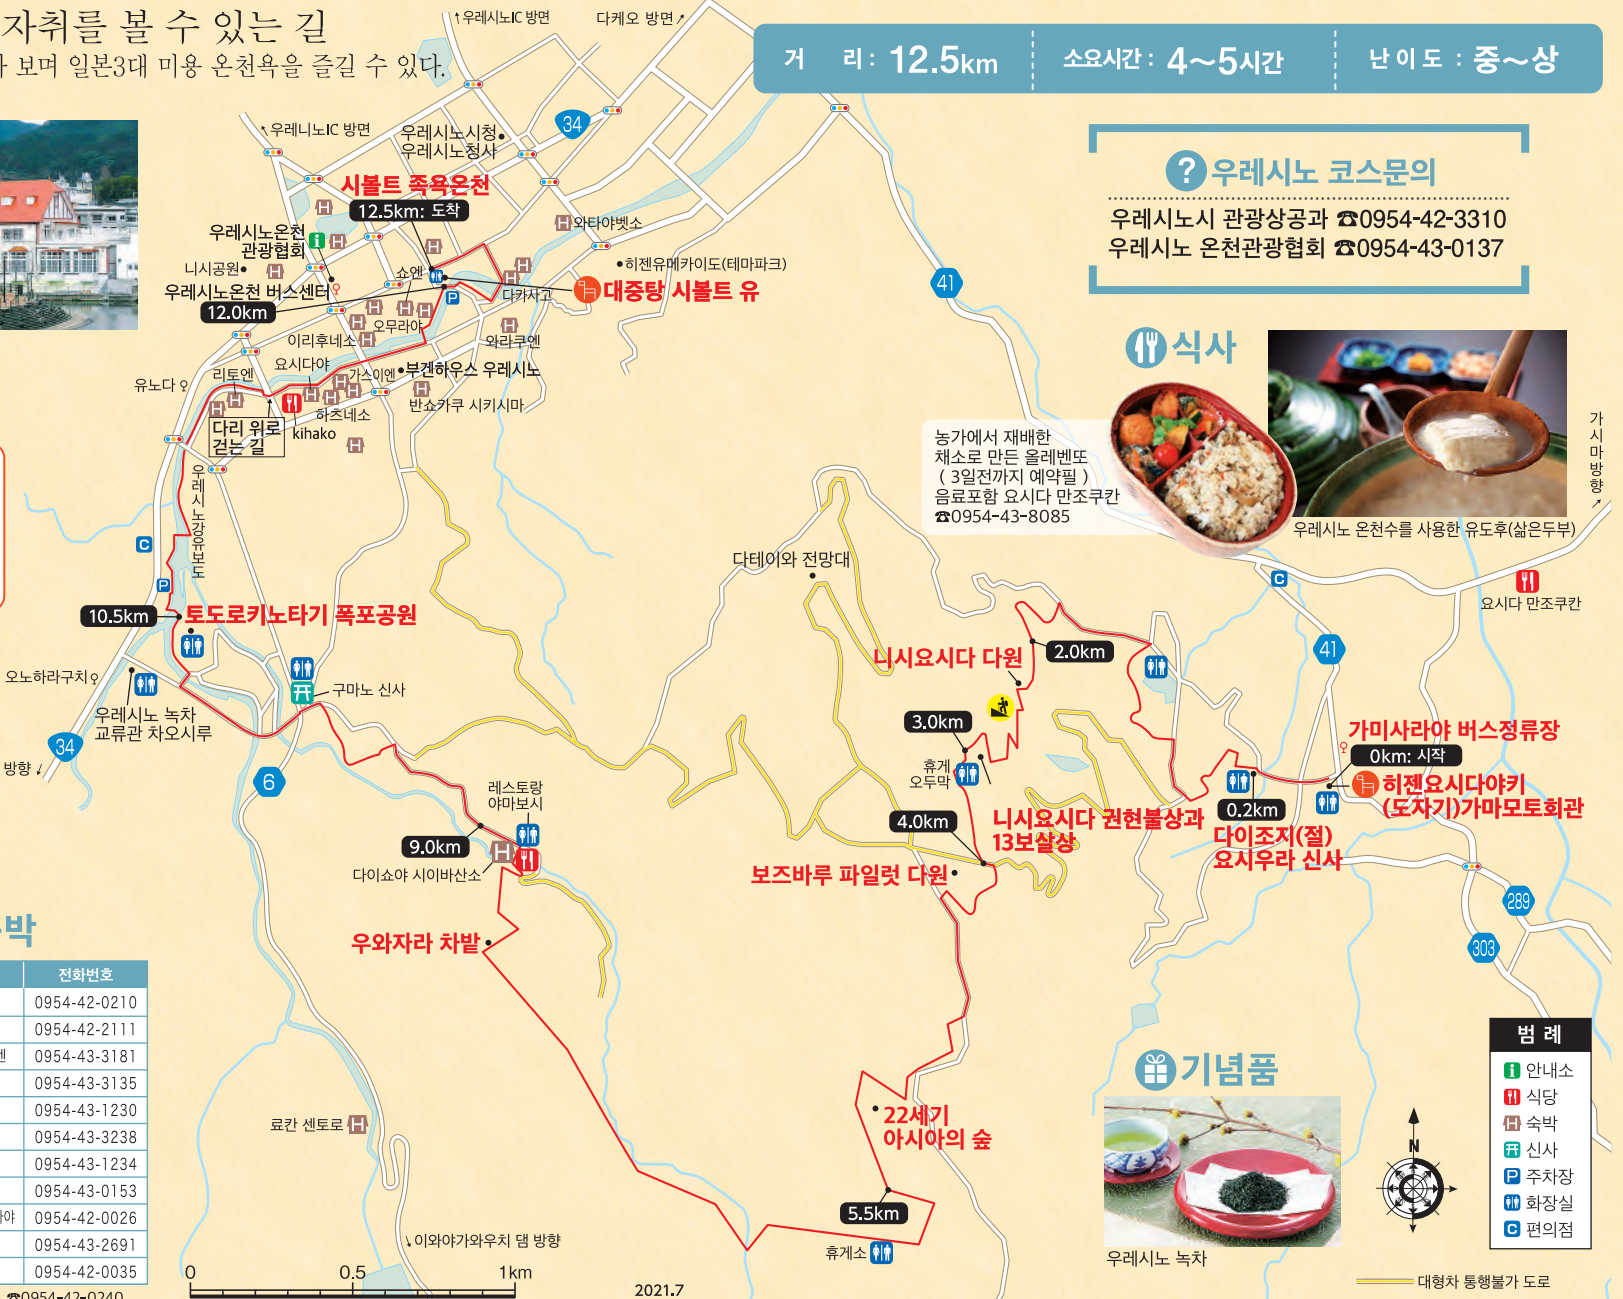 자취를 볼 수 있는 길
보며 일본3대 미용 온천욕을 즐길 수 있다.
거 리 : 12.5km
소요시간 : 4~5시간
난 이 도 : 중~상
↑우레시노IC 방면
다케오 방면↗
↖우레니노IC 방면
우레시노시청
우레시노청사
34
시볼트 족욕온천
12.5km: 도착
와타야벳소
우레시노온천
관광협회
니시공원
쇼엔
우레시노온천 버스센터
12.0km
히젠유메카이도(테마파크)
대중탕 시볼트 유
다카사고
오무라야
이리후네소
와라쿠엔
요시다야
가스이엔
부겐하우스 우레시노
유노다
리토엔
하츠네소
반쇼카쿠 시키시마
다리 위로
걷는 길
kihako
우레시노강유보도
41
? 우레시노 코스문의
우레시노시 관광상공과 ☎0954-42-3310
우레시노 온천관광협회 ☎0954-43-0137
식사
농가에서 재배한
채소로 만든 올레벤또
( 3일전까지 예약필 )
음료포함 요시다 만조쿠칸
☎0954-43-8085
우레시노 온천수를 사용한 유도후(삶은두부)
가시마방향↗
요시다 만조쿠칸
C
P
10.5km
토도로키노타기 폭포공원
오노하라구치
우레시노 녹차
교류관 차오시루
구마노 신사
34
방향↓
6
다테이와 전망대
니시요시다 다원
2.0km
3.0km
휴게
오두막
4.0km
니시요시다 권현불상과
13보살상
보즈바루 파일럿 다원
41
가미사라야 버스정류장
0km: 시작
히젠요시다야키
(도자기)가마모토회관
0.2km
다이조지(절)
요시우라 신사
289
303
레스토랑
야마보시
9.0km
다이쇼야 시이바산소
우와자라 차밭
박
전화번호
0954-42-0210
0954-42-2111
0954-43-3181
0954-43-3135
0954-43-1230
0954-43-3238
0954-43-1234
0954-43-0153
0954-42-0026
0954-43-2691
0954-42-0035
☎0954-42-0240
료칸 센토로
↓이와야가와우치 댐 방향
0 0.5 1km
2021.7
22세기
아시아의 숲
5.5km
휴게소
기념품
우레시노 녹차
N
범 례
안내소
식당
숙박
신사
주차장
화장실
편의점
대형차 통행불가 도로